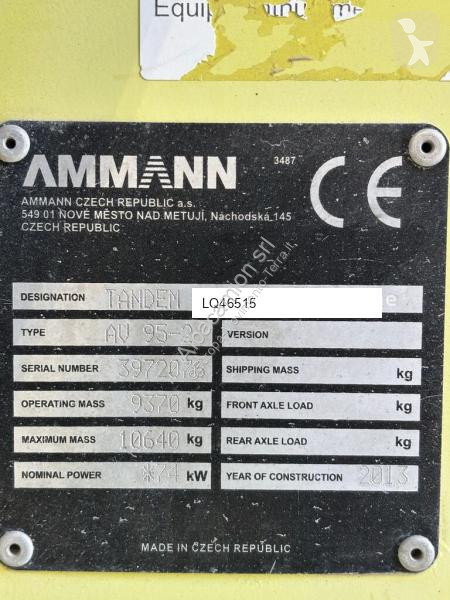 Equip
AMMANN
3487
CE
AMMANN CZECH REPUBLIC a.s.
549 01 NOVÉ MĚSTO NAD METUJÍ, Náchodská 145
CZECH REPUBLIC
DESIGNATION TANDEN LQ46515
TYPE AV 95-2 VERSION
SERIAL NUMBER 3972076 SHIPPING MASS kg
OPERATING MASS 9370 kg FRONT AXLE LOAD kg
MAXIMUM MASS 10640 kg REAR AXLE LOAD kg
NOMINAL POWER *74 kW YEAR OF CONSTRUCTION 2013
MADE IN CZECH REPUBLIC